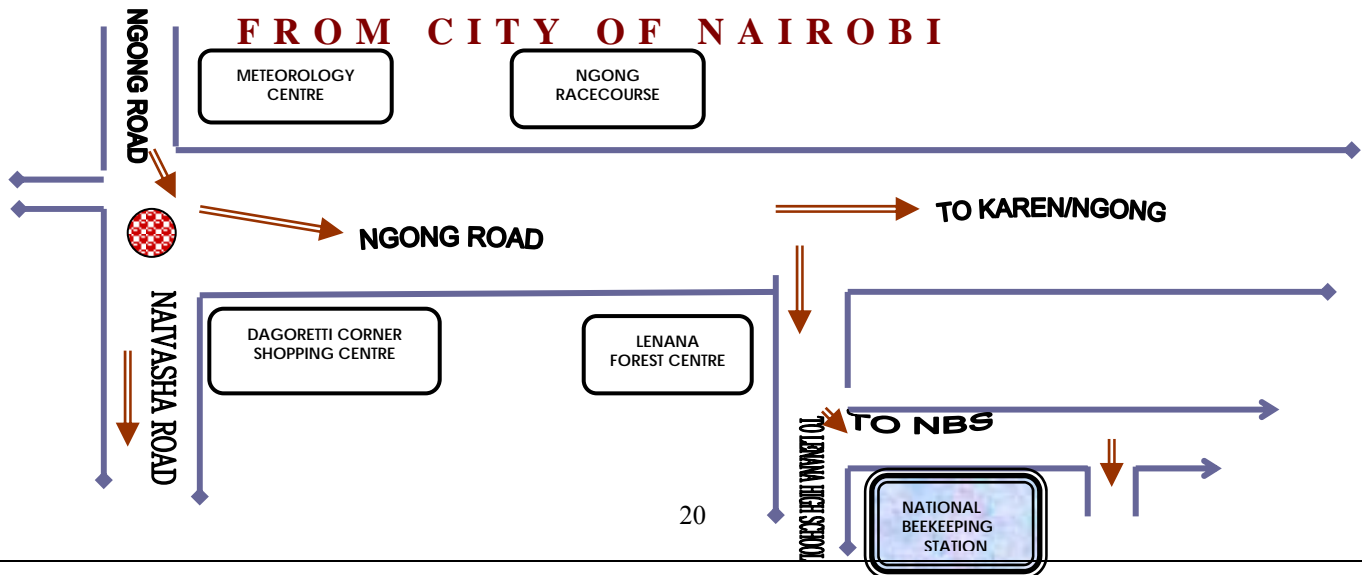 FROM CITY OF NAIROBI
NGONG ROAD
METEOROLOGY
CENTRE
NGONG
RACECOURSE
TO KAREN/NGONG
NGONG ROAD
NAIVASHA ROAD
DAGORETTI CORNER
SHOPPING CENTRE
LENANA
FOREST CENTRE
TO NBS
TO LENANA HIGH SCHOOL
NATIONAL
BEEKEEPING
STATION
20